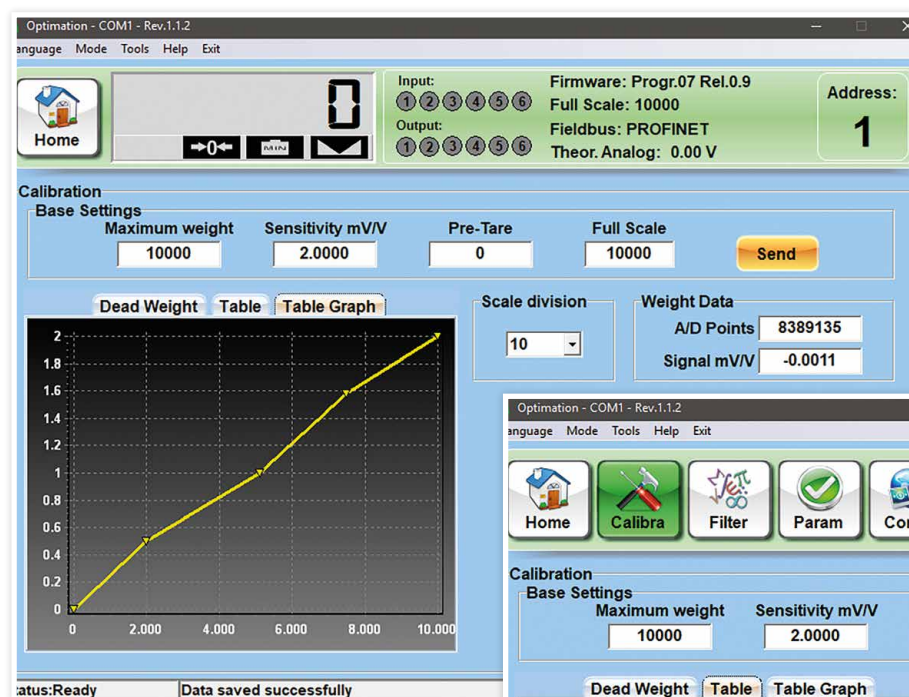 Optimation - COM1 - Rev.1.1.2
anguage Mode Tools Help Exit
Home
0
→0← MIN
Input:
1 2 3 4 5 6
Output:
1 2 3 4 5 6
Firmware: Progr.07 Rel.0.9
Full Scale: 10000
Fieldbus: PROFINET
Theor. Analog: 0.00 V
Address:
1
Calibration
Base Settings
Maximum weight Sensitivity mV/V Pre-Tare Full Scale
10000 2.0000 0 10000 Send
Dead Weight Table Table Graph
2
1.8
1.6
1.4
1.2
1
0.8
0.6
0.4
0.2
0
0 2.000 4.000 6.000 8.000 10.000
Scale division
10
Weight Data
A/D Points 8389135
Signal mV/V -0.0011
atus:Ready Data saved successfully
Optimation - COM1 - Rev.1.1.2
anguage Mode Tools Help Exit
Home Calibra Filter Param Co
Calibration
Base Settings
Maximum weight Sensitivity mV/V
10000 2.0000
Dead Weight Table Table Graph